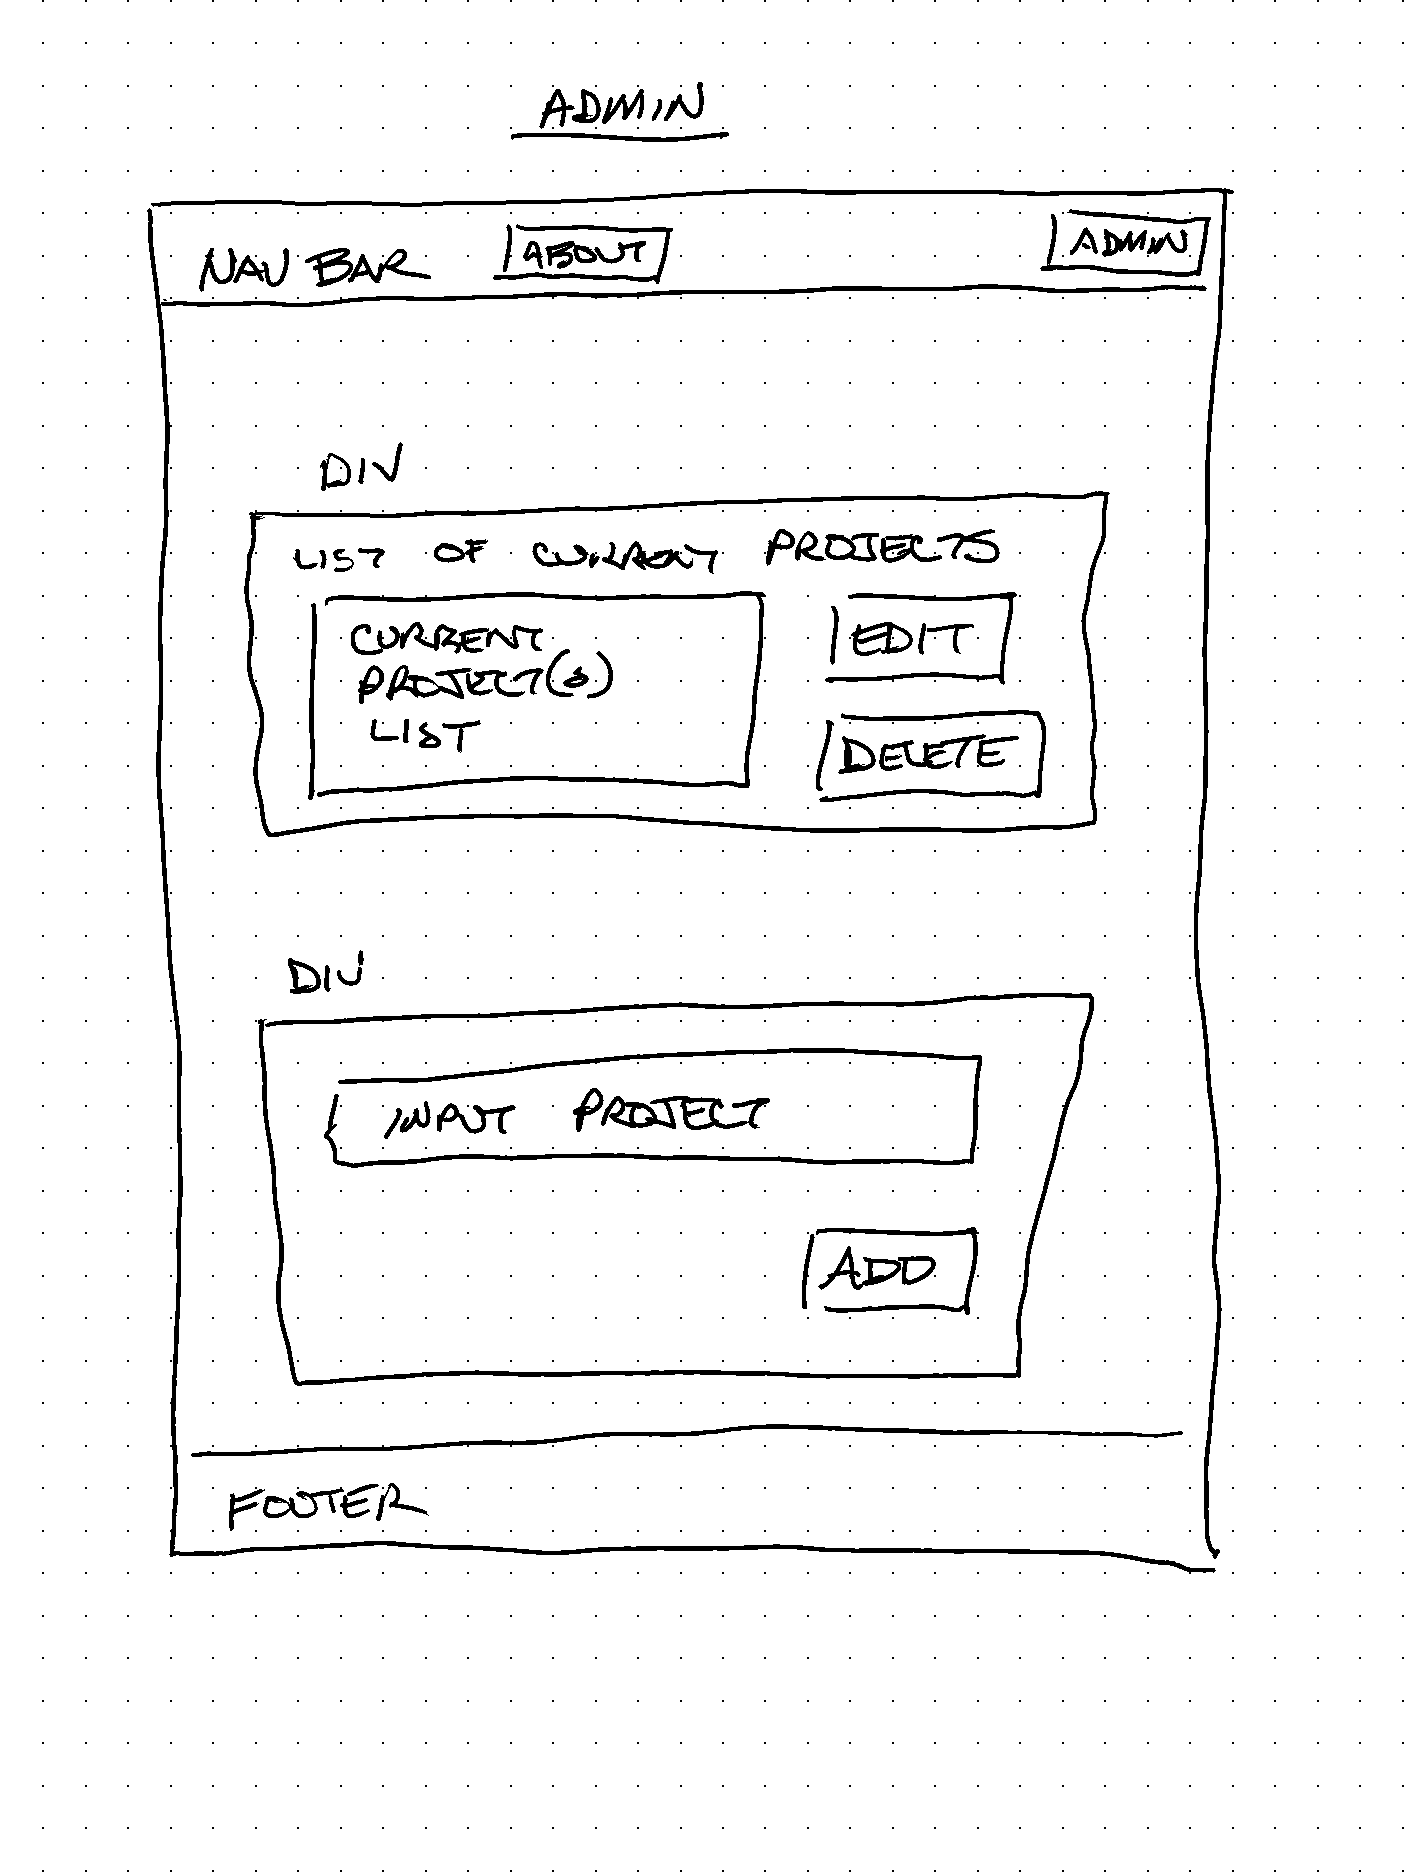 ADMIN
NAV BAR ABOUT ADMIN
DIV
LIST OF CURRENT PROJECTS
CURRENT
PROJECT(S)
LIST
EDIT
DELETE
DIV
INPUT PROJECT
ADD
FOOTER